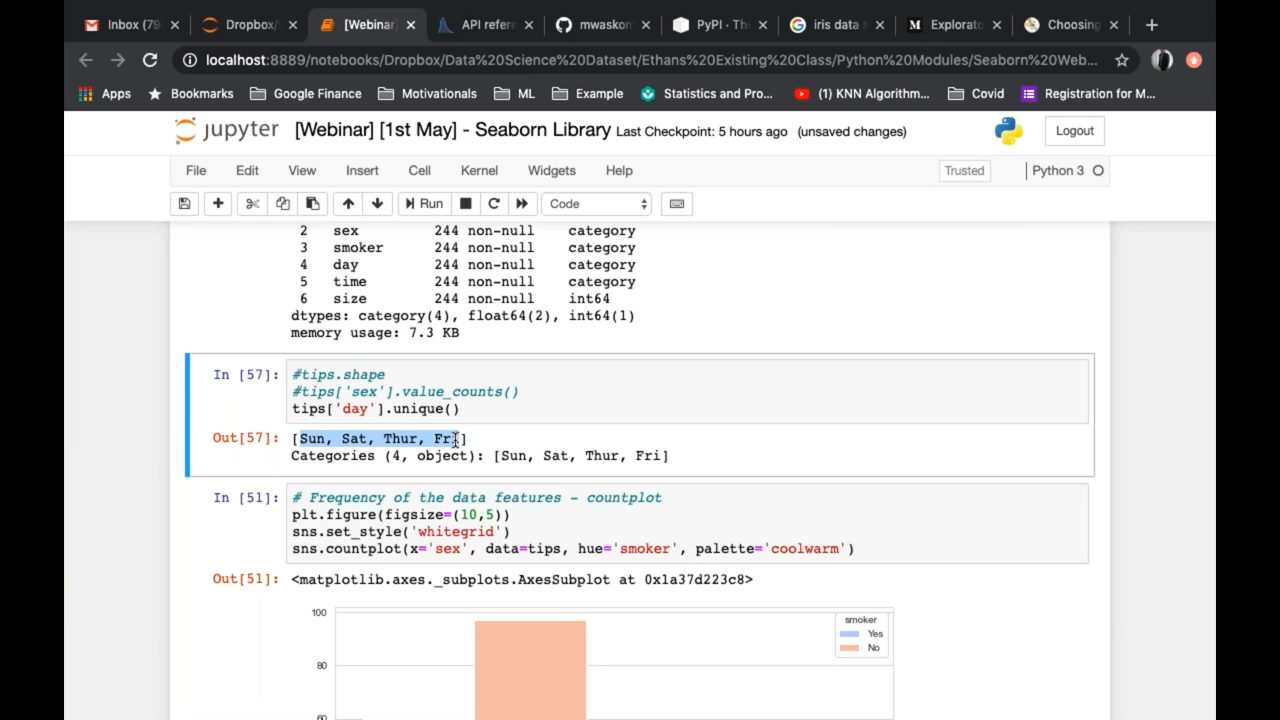 Inbox (79
Dropbox/
[Webinar]
API refere
mwaskom
PyPI · The
iris data s
Explorato
Choosing
localhost:8889/notebooks/Dropbox/Data%20Science%20Dataset/Ethans%20Existing%20Class/Python%20Modules/Seaborn%20Web...
Apps
Bookmarks
Google Finance
Motivationals
ML
Example
Statistics and Pro...
(1) KNN Algorithm...
Covid
Registration for M...
jupyter [Webinar] [1st May] - Seaborn Library Last Checkpoint: 5 hours ago (unsaved changes)
Logout
File Edit View Insert Cell Kernel Widgets Help
Trusted
Python 3
Run
Code
2 sex 244 non-null category
3 smoker 244 non-null category
4 day 244 non-null category
5 time 244 non-null category
6 size 244 non-null int64
dtypes: category(4), float64(2), int64(1)
memory usage: 7.3 KB
In [57]: #tips.shape
#tips['sex'].value_counts()
tips['day'].unique()
Out[57]: [Sun, Sat, Thur, Fri]
Categories (4, object): [Sun, Sat, Thur, Fri]
In [51]: # Frequency of the data features - countplot
plt.figure(figsize=(10,5))
sns.set_style('whitegrid')
sns.countplot(x='sex', data=tips, hue='smoker', palette='coolwarm')
Out[51]: <matplotlib.axes._subplots.AxesSubplot at 0x1a37d223c8>
100
smoker
Yes
No
80
60